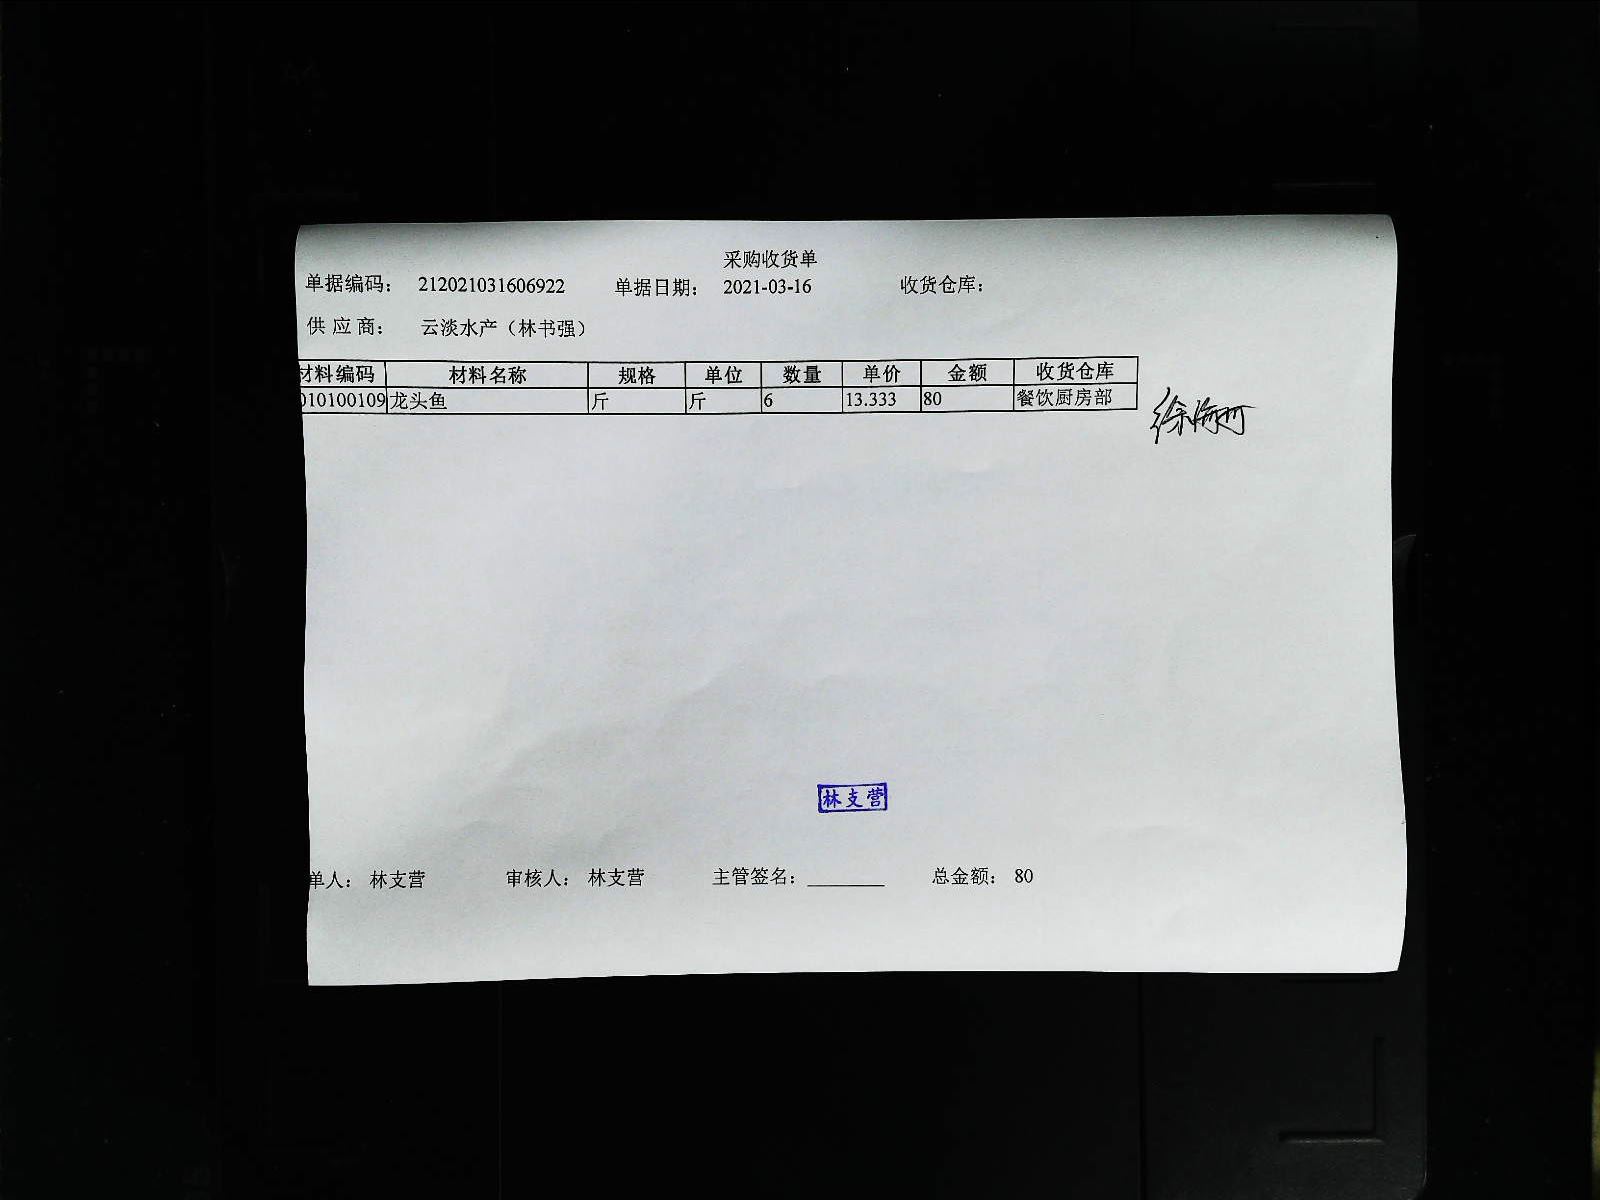 采购收货单
单据编码： 212021031606922 单据日期： 2021-03-16 收货仓库：
供 应 商： 云淡水产（林书强）
材料编码 材料名称 规格 单位 数量 单价 金额 收货仓库
010100109 龙头鱼 斤 斤 6 13.333 80 餐饮厨房部
林支营
单人： 林支营 审核人： 林支营 主管签名：________ 总金额： 80